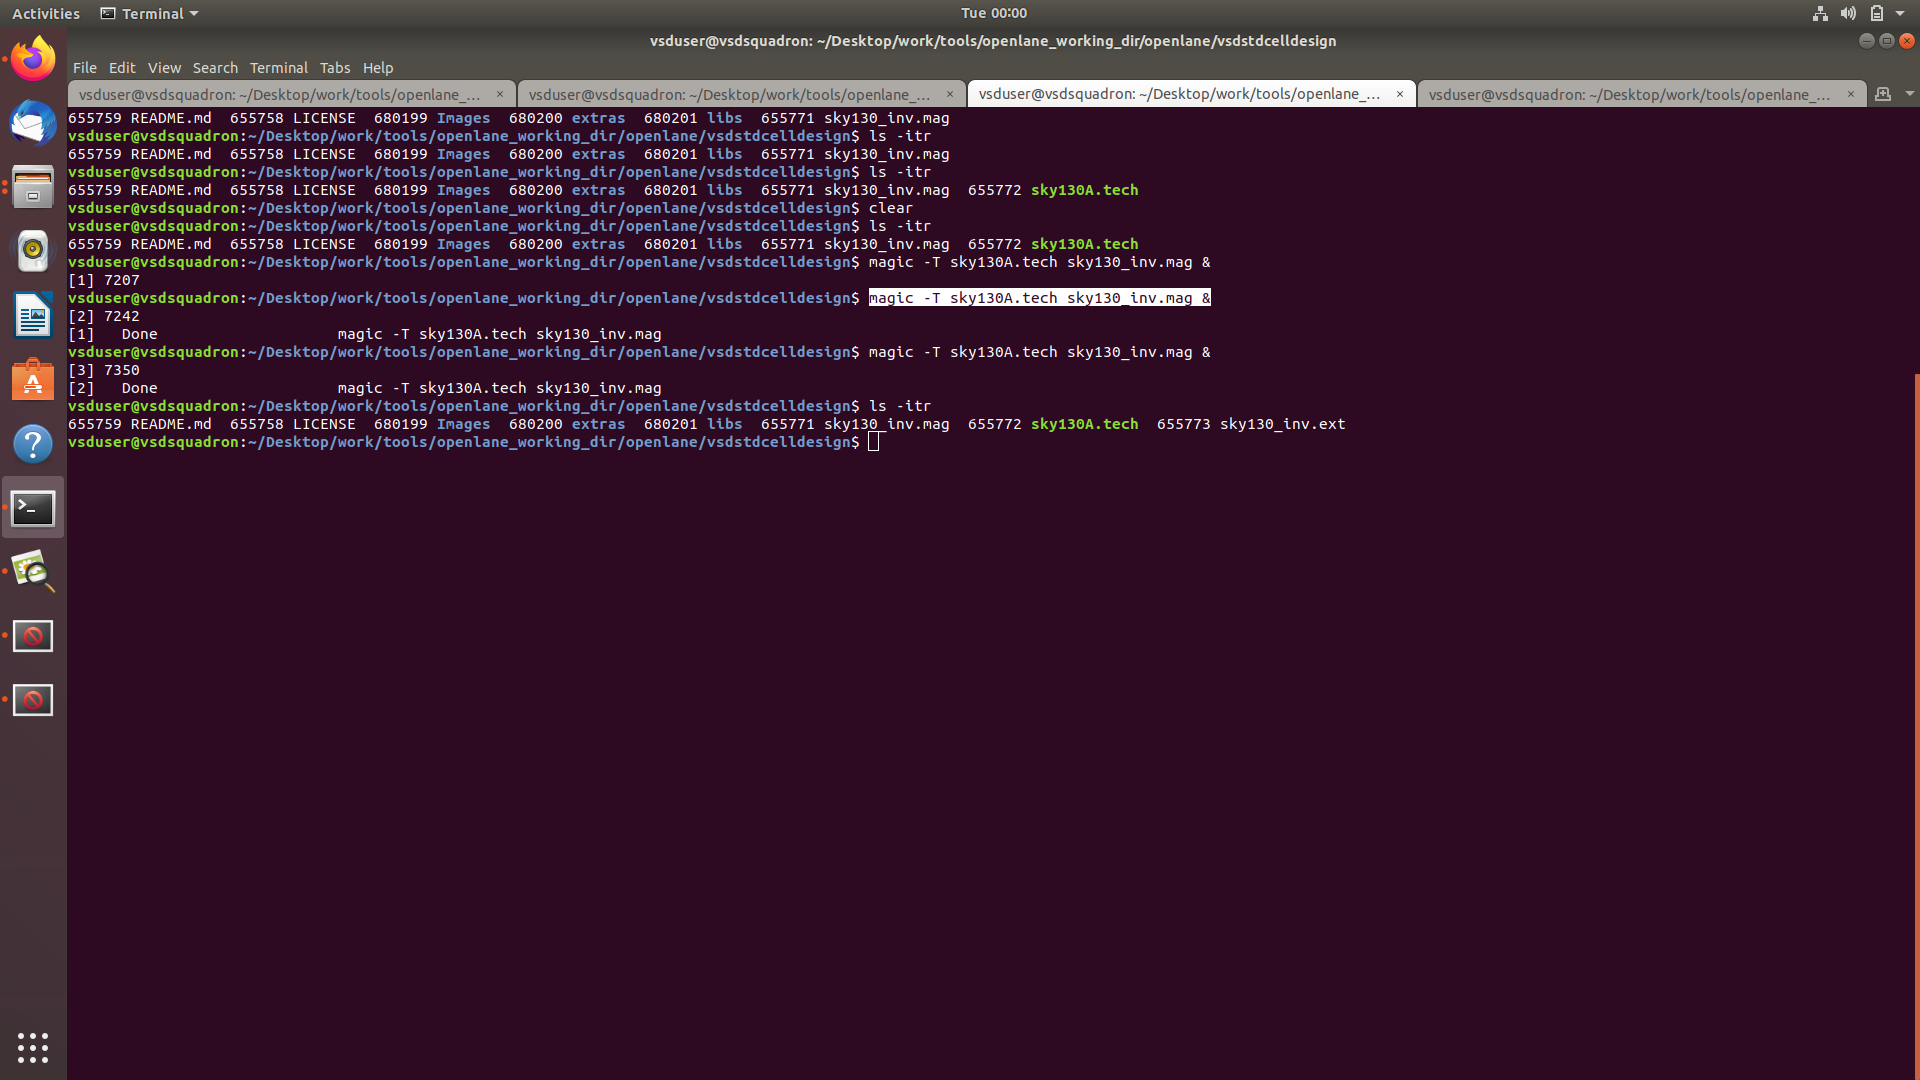 Activities Terminal Tue 00:00
vsduser@vsdsquadron: ~/Desktop/work/tools/openlane_working_dir/openlane/vsdstdcelldesign
File Edit View Search Terminal Tabs Help
vsduser@vsdsquadron: ~/Desktop/work/tools/openlane_... × vsduser@vsdsquadron: ~/Desktop/work/tools/openlane_... × vsduser@vsdsquadron: ~/Desktop/work/tools/openlane_... × vsduser@vsdsquadron: ~/Desktop/work/tools/openlane_... ×
655759 README.md  655758 LICENSE  680199 Images  680200 extras  680201 libs  655771 sky130_inv.mag
vsduser@vsdsquadron:~/Desktop/work/tools/openlane_working_dir/openlane/vsdstdcelldesign$ ls -itr
655759 README.md  655758 LICENSE  680199 Images  680200 extras  680201 libs  655771 sky130_inv.mag
vsduser@vsdsquadron:~/Desktop/work/tools/openlane_working_dir/openlane/vsdstdcelldesign$ ls -itr
655759 README.md  655758 LICENSE  680199 Images  680200 extras  680201 libs  655771 sky130_inv.mag  655772 sky130A.tech
vsduser@vsdsquadron:~/Desktop/work/tools/openlane_working_dir/openlane/vsdstdcelldesign$ clear
vsduser@vsdsquadron:~/Desktop/work/tools/openlane_working_dir/openlane/vsdstdcelldesign$ ls -itr
655759 README.md  655758 LICENSE  680199 Images  680200 extras  680201 libs  655771 sky130_inv.mag  655772 sky130A.tech
vsduser@vsdsquadron:~/Desktop/work/tools/openlane_working_dir/openlane/vsdstdcelldesign$ magic -T sky130A.tech sky130_inv.mag &
[1] 7207
vsduser@vsdsquadron:~/Desktop/work/tools/openlane_working_dir/openlane/vsdstdcelldesign$ magic -T sky130A.tech sky130_inv.mag &
[2] 7242
[1]   Done                    magic -T sky130A.tech sky130_inv.mag
vsduser@vsdsquadron:~/Desktop/work/tools/openlane_working_dir/openlane/vsdstdcelldesign$ magic -T sky130A.tech sky130_inv.mag &
[3] 7350
[2]   Done                    magic -T sky130A.tech sky130_inv.mag
vsduser@vsdsquadron:~/Desktop/work/tools/openlane_working_dir/openlane/vsdstdcelldesign$ ls -itr
655759 README.md  655758 LICENSE  680199 Images  680200 extras  680201 libs  655771 sky130_inv.mag  655772 sky130A.tech  655773 sky130_inv.ext
vsduser@vsdsquadron:~/Desktop/work/tools/openlane_working_dir/openlane/vsdstdcelldesign$